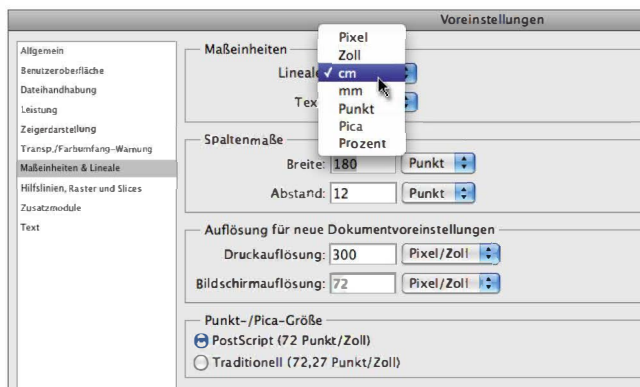 Voreinstellungen
Allgemein
Benutzeroberfläche
Dateihandhabung
Leistung
Zeigerdarstellung
Transp./Farbumfang-Warnung
Maßeinheiten & Lineale
Hilfslinien, Raster und Slices
Zusatzmodule
Text
Maßeinheiten
Lineale
Tex
Pixel
Zoll
✓ cm
mm
Punkt
Pica
Prozent
Spaltenmaße
Breite: 180 Punkt
Abstand: 12 Punkt
Auflösung für neue Dokumentvoreinstellungen
Druckauflösung: 300 Pixel/Zoll
Bildschirmauflösung: 72 Pixel/Zoll
Punkt-/Pica-Größe
PostScript (72 Punkt/Zoll)
Traditionell (72,27 Punkt/Zoll)